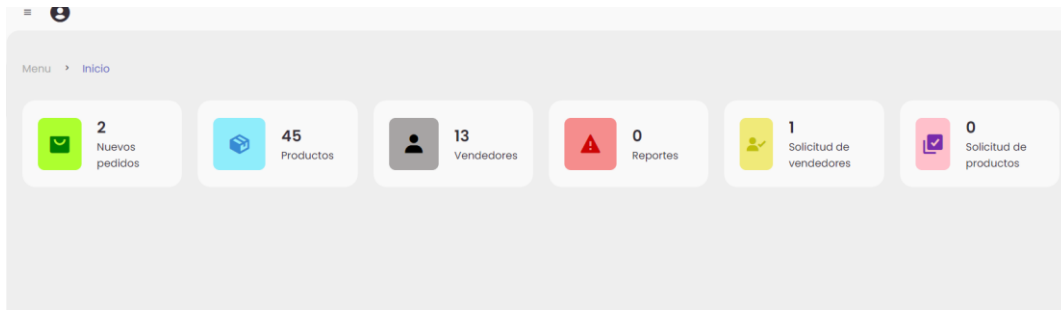 Menu > Inicio
2
Nuevos
pedidos
45
Productos
13
Vendedores
0
Reportes
1
Solicitud de
vendedores
0
Solicitud de
productos